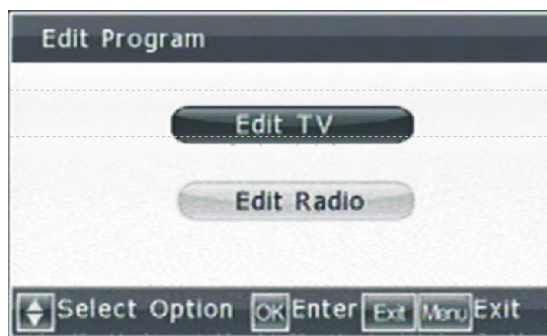 Edit Program
Edit TV
Edit Radio
Select Option OK Enter Exit Menu Exit